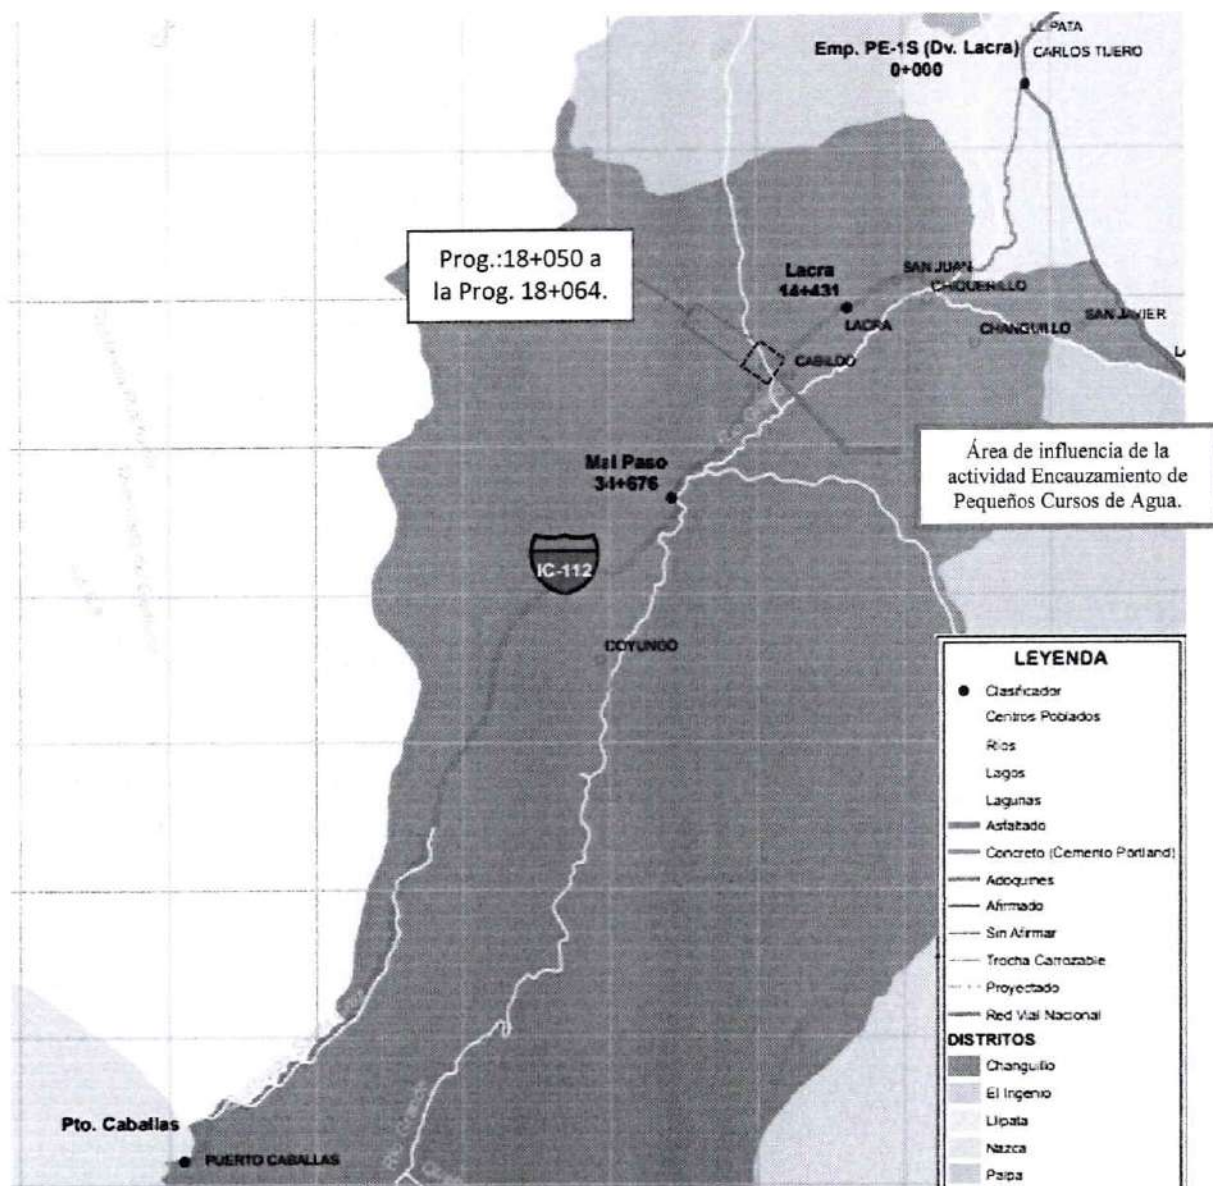 LLIPATA
Emp. PE-1S (Dv. Lacra)
0+000
CARLOS TIJERO
Prog.:18+050 a
la Prog. 18+064.
Lacra
14+431
SAN JUAN
CHIQUERILLO
LACRA
CHANGUILLO
SAN JAVIER
CABILDO
Mal Paso
34+676
Área de influencia de la
actividad Encauzamiento de
Pequeños Cursos de Agua.
IC-112
COYUNGO
LEYENDA
Clasificador
Centros Poblados
Ríos
Lagos
Lagunas
Asfaltado
Concreto (Cemento Portland)
Adoquines
Afirmado
Sin Afirmar
Trocha Carrozable
Proyectado
Red Vial Nacional
DISTRITOS
Changuillo
El Ingenio
Llipata
Nazca
Palpa
Pto. Caballas
PUERTO CABALLAS